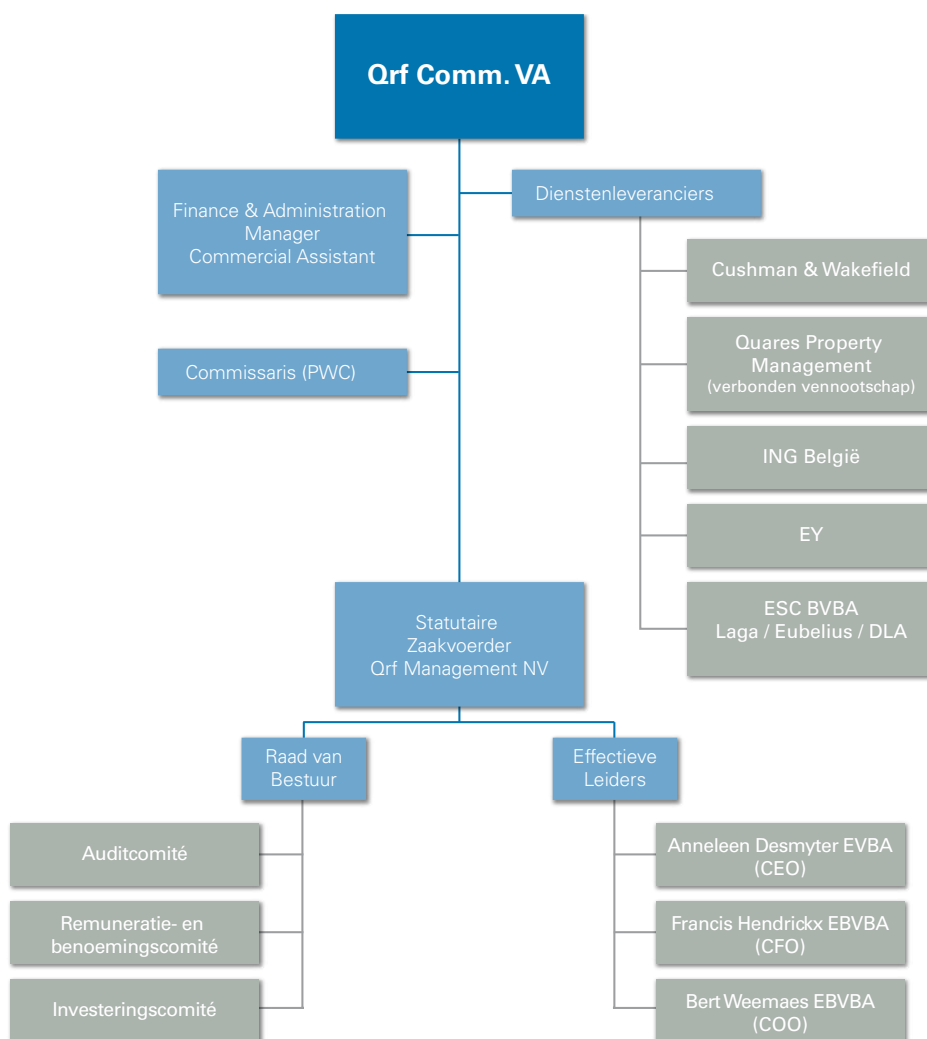 Qrf Comm. VA
Finance & Administration
Manager
Commercial Assistant
Dienstenleveranciers
Cushman & Wakefield
Quares Property
Management
(verbonden vennootschap)
Commissaris (PWC)
ING België
EY
ESC BVBA
Laga / Eubelius / DLA
Statutaire
Zaakvoerder
Qrf Management NV
Raad van
Bestuur
Effectieve
Leiders
Auditcomité
Remuneratie- en
benoemingscomité
Investeringscomité
Anneleen Desmyter EVBA
(CEO)
Francis Hendrickx EBVBA
(CFO)
Bert Weemaes EBVBA
(COO)